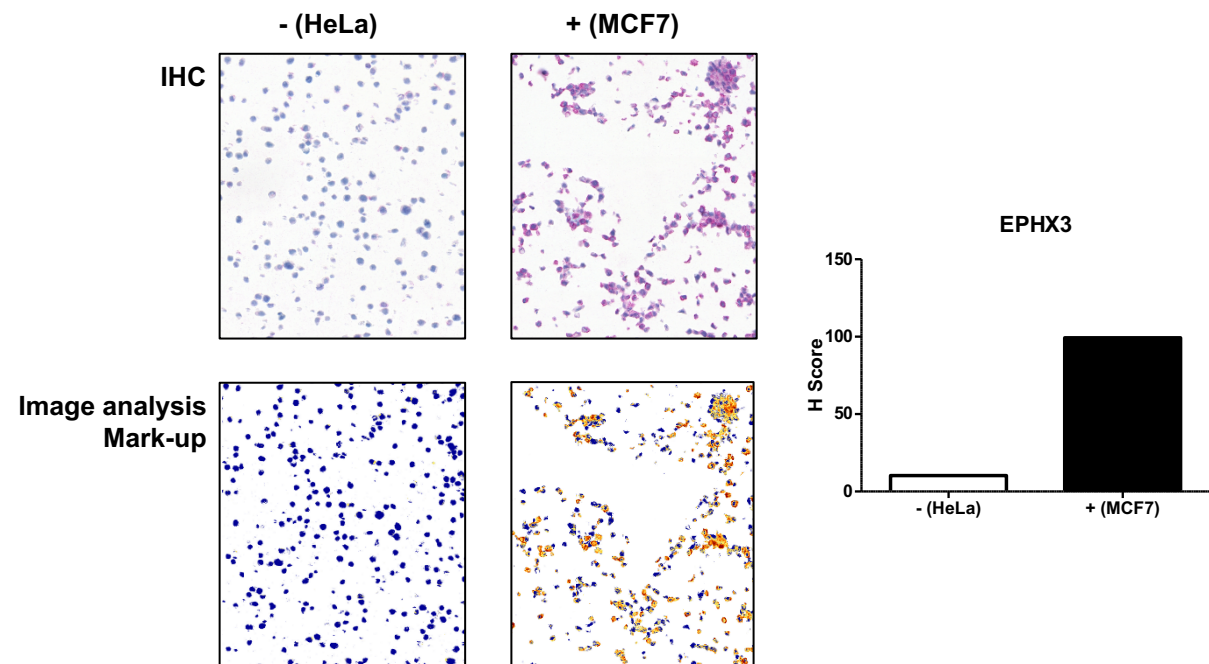 - (HeLa)
+ (MCF7)
IHC
Image analysis
Mark-up
EPHX3
H Score
150
100
50
0
- (HeLa)
+ (MCF7)